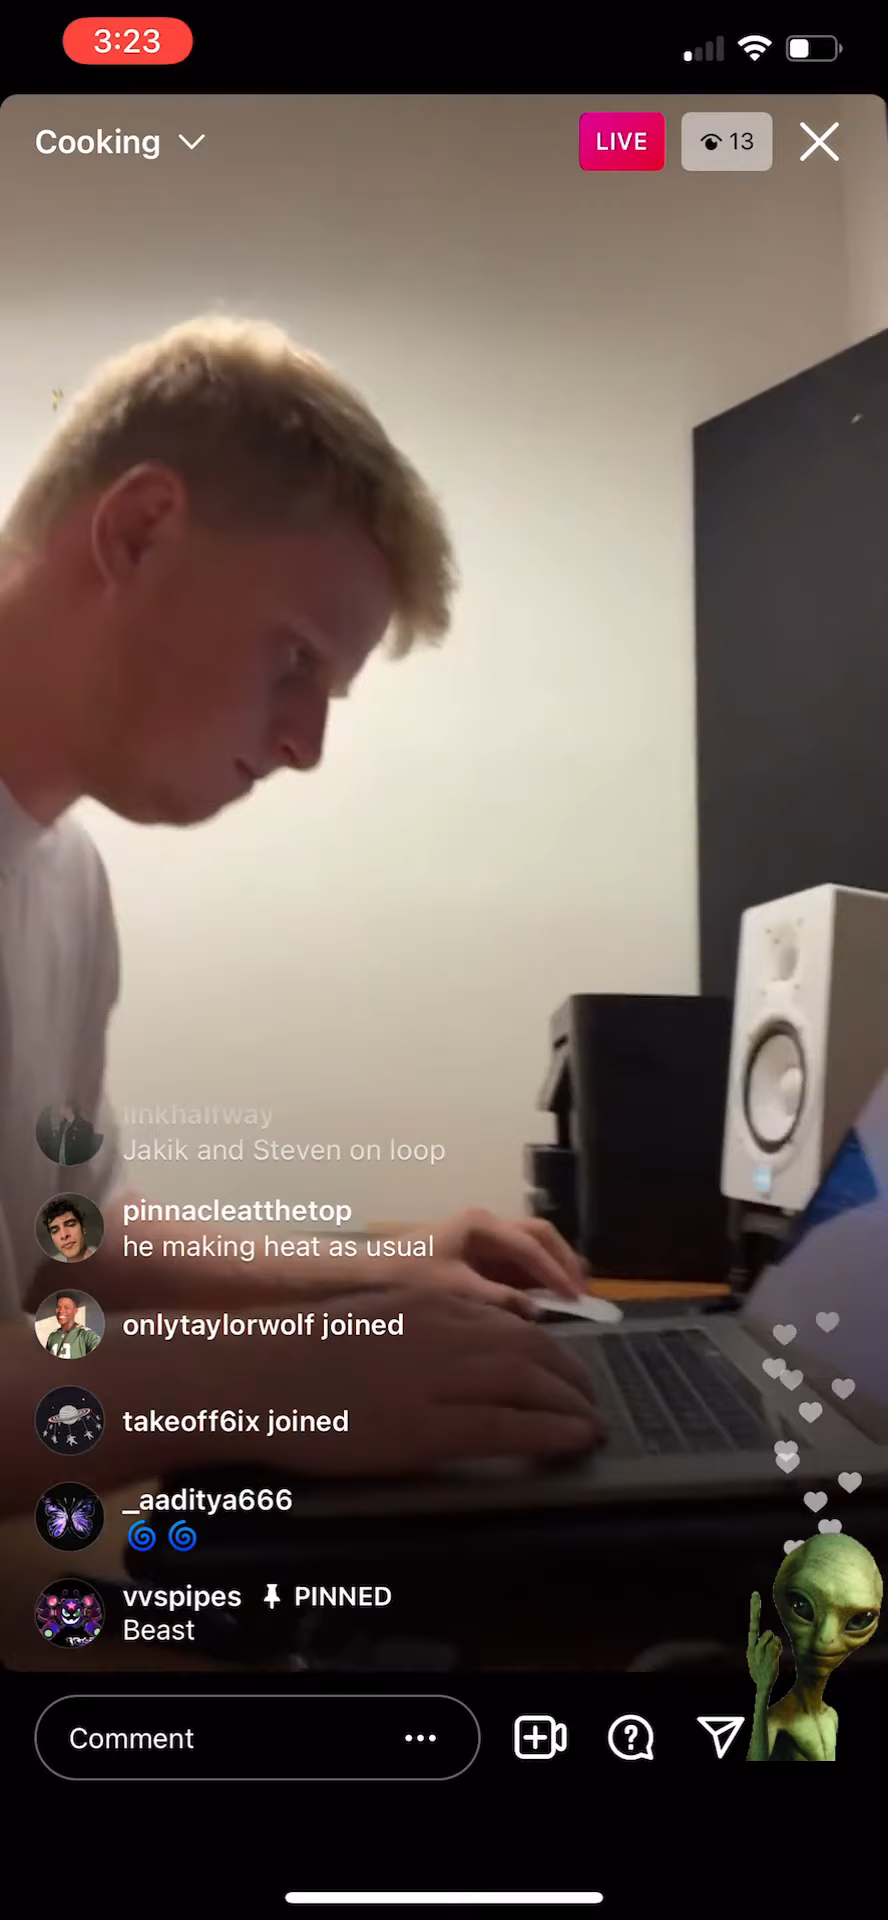 3:23
Cooking
LIVE
13
linkhalfway
Jakik and Steven on loop
pinnacleatthetop
he making heat as usual
onlytaylorwolf joined
takeoff6ix joined
_aaditya666
vvspipes PINNED
Beast
Comment